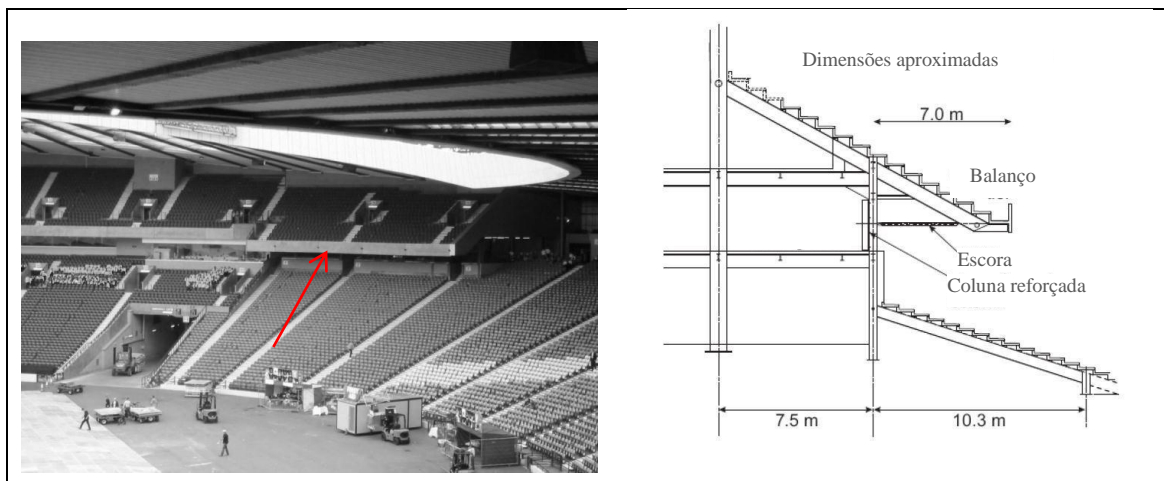 Dimensões aproximadas
7.0 m
Balanço
Escora
Coluna reforçada
7.5 m
10.3 m